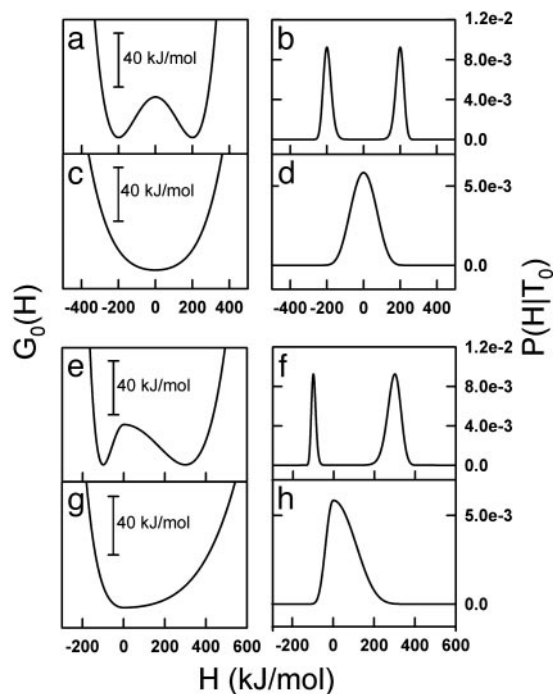 a
40 kJ/mol
b
1.2e-2
8.0e-3
4.0e-3
0.0
c
40 kJ/mol
d
5.0e-3
0.0
-400 -200 0 200 400
-400 -200 0 200 400
G0(H)
P(H|T0)
e
40 kJ/mol
f
1.2e-2
8.0e-3
4.0e-3
0.0
g
40 kJ/mol
h
5.0e-3
0.0
-200 0 200 400
-200 0 200 400 600
H (kJ/mol)